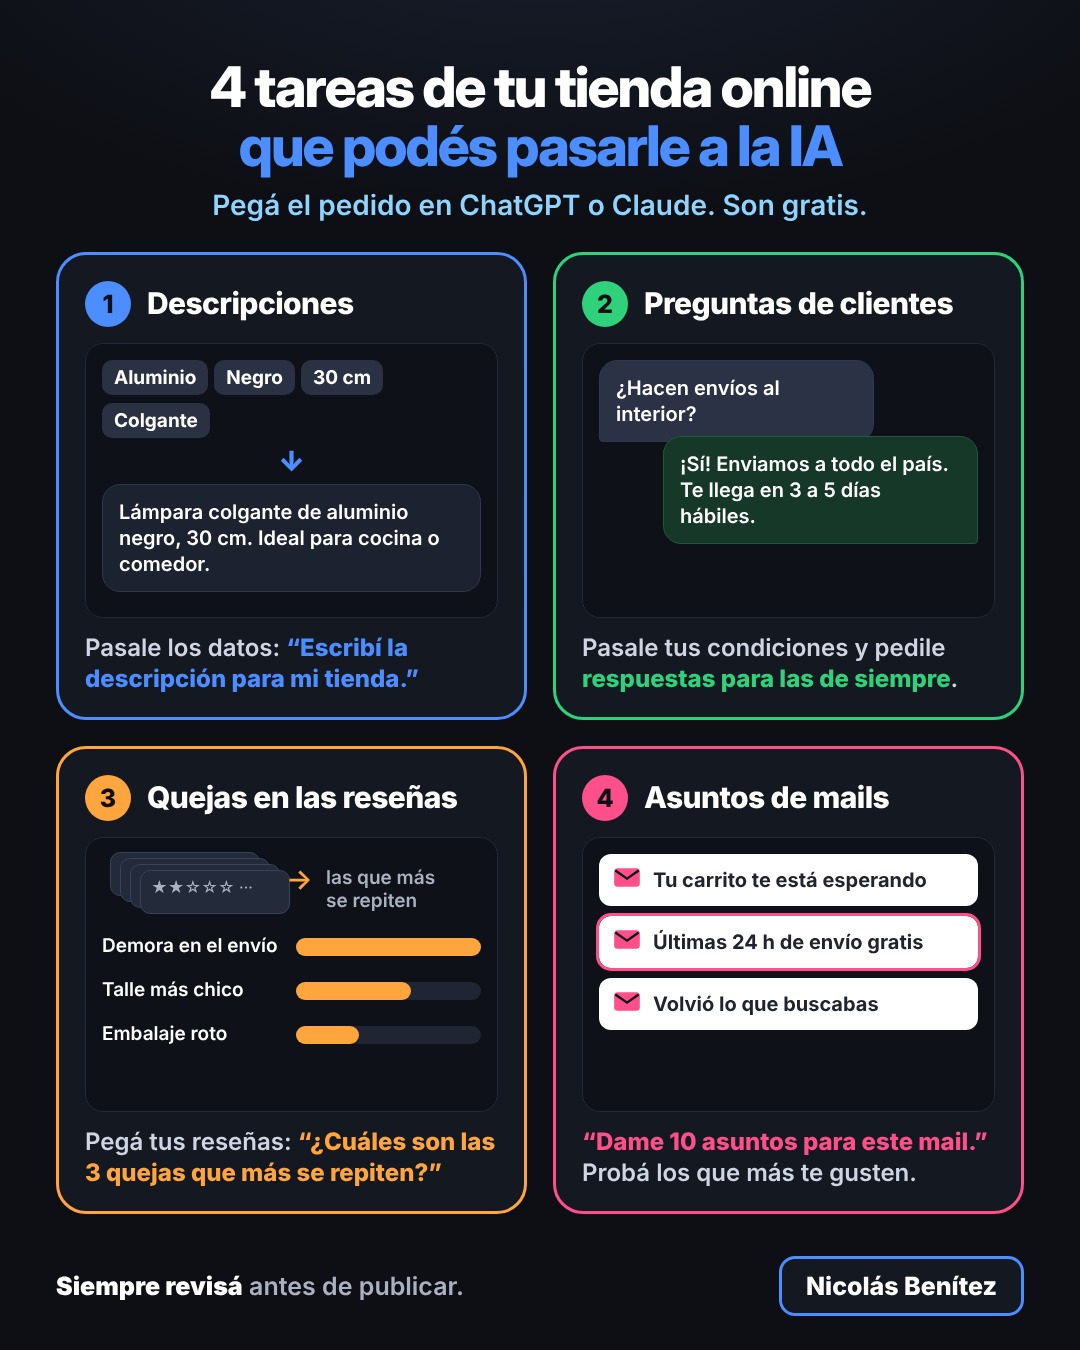 4 tareas de tu tienda online
que podés pasarle a la IA
Pegá el pedido en ChatGPT o Claude. Son gratis.
1 Descripciones
Aluminio Negro 30 cm
Colgante
Lámpara colgante de aluminio
negro, 30 cm. Ideal para cocina o
comedor.
Pasale los datos: “Escribí la
descripción para mi tienda.”
2 Preguntas de clientes
¿Hacen envíos al
interior?
¡Sí! Enviamos a todo el país.
Te llega en 3 a 5 días
hábiles.
Pasale tus condiciones y pedile
respuestas para las de siempre.
3 Quejas en las reseñas
★★☆☆☆ ···
las que más
se repiten
Demora en el envío
Talle más chico
Embalaje roto
Pegá tus reseñas: “¿Cuáles son las
3 quejas que más se repiten?”
4 Asuntos de mails
Tu carrito te está esperando
Últimas 24 h de envío gratis
Volvió lo que buscabas
“Dame 10 asuntos para este mail.”
Probá los que más te gusten.
Siempre revisá antes de publicar.
Nicolás Benítez